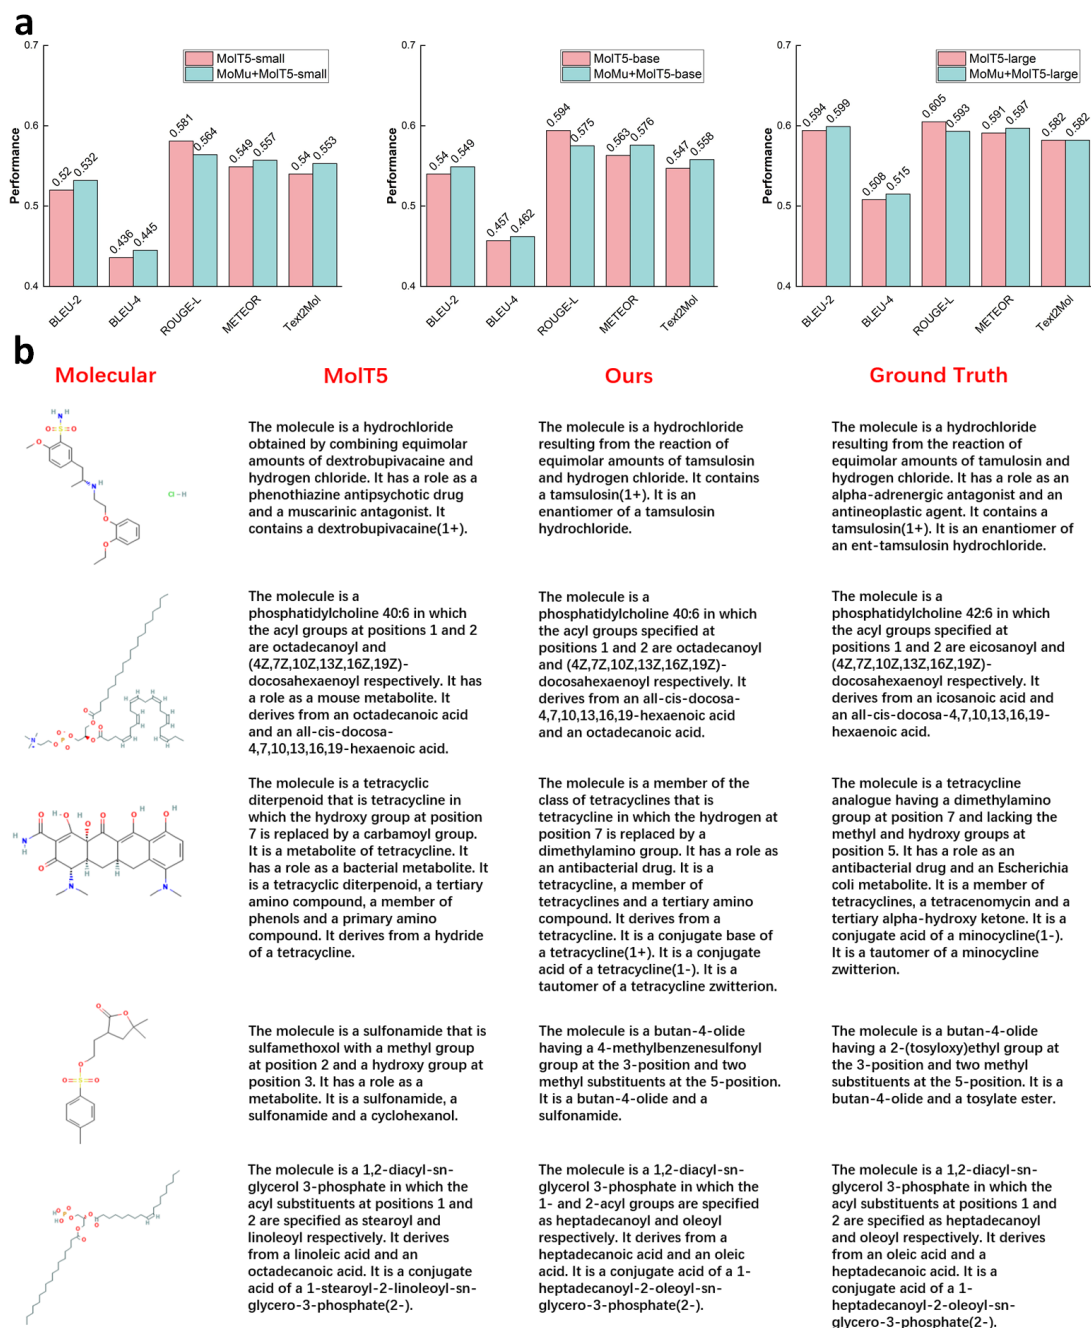 a
0.7
0.6
0.5
0.4
Performance
MolT5-small
MoMu+MolT5-small
0.52
0.532
0.436
0.445
0.581
0.564
0.549
0.557
0.54
0.553
BLEU-2
BLEU-4
ROUGE-L
METEOR
Text2Mol
0.7
0.6
0.5
0.4
Performance
MolT5-base
MoMu+MolT5-base
0.54
0.549
0.457
0.462
0.594
0.575
0.563
0.576
0.547
0.558
BLEU-2
BLEU-4
ROUGE-L
METEOR
Text2Mol
0.7
0.6
0.5
0.4
Performance
MolT5-large
MoMu+MolT5-large
0.594
0.599
0.508
0.515
0.605
0.593
0.591
0.597
0.582
0.582
BLEU-2
BLEU-4
ROUGE-L
METEOR
Text2Mol
b
Molecular
MolT5
Ours
Ground Truth
The molecule is a hydrochloride
obtained by combining equimolar
amounts of dextrobupivacaine and
hydrogen chloride. It has a role as a
phenothiazine antipsychotic drug
and a muscarinic antagonist. It
contains a dextrobupivacaine(1+).
The molecule is a hydrochloride
resulting from the reaction of
equimolar amounts of tamsulosin
and hydrogen chloride. It contains
a tamsulosin(1+). It is an
enantiomer of a tamsulosin
hydrochloride.
The molecule is a hydrochloride
resulting from the reaction of
equimolar amounts of tamulosin and
hydrogen chloride. It has a role as an
alpha-adrenergic antagonist and an
antineoplastic agent. It contains a
tamsulosin(1+). It is an enantiomer of
an ent-tamsulosin hydrochloride.
The molecule is a
phosphatidylcholine 40:6 in which
the acyl groups at positions 1 and 2
are octadecanoyl and
(4Z,7Z,10Z,13Z,16Z,19Z)-
docosahexaenoyl respectively. It has
a role as a mouse metabolite. It
derives from an octadecanoic acid
and an all-cis-docosa-
4,7,10,13,16,19-hexaenoic acid.
The molecule is a
phosphatidylcholine 40:6 in which
the acyl groups specified at
positions 1 and 2 are octadecanoyl
and (4Z,7Z,10Z,13Z,16Z,19Z)-
docosahexaenoyl respectively. It
derives from an all-cis-docosa-
4,7,10,13,16,19-hexaenoic acid
and an octadecanoic acid.
The molecule is a
phosphatidylcholine 42:6 in which
the acyl groups specified at
positions 1 and 2 are eicosanoyl and
(4Z,7Z,10Z,13Z,16Z,19Z)-
docosahexaenoyl respectively. It
derives from an icosanoic acid and
an all-cis-docosa-4,7,10,13,16,19-
hexaenoic acid.
The molecule is a tetracyclic
diterpenoid that is tetracycline in
which the hydroxy group at position
7 is replaced by a carbamoyl group.
It is a metabolite of tetracycline. It
has a role as a bacterial metabolite. It
is a tetracyclic diterpenoid, a tertiary
amino compound, a member of
phenols and a primary amino
compound. It derives from a hydride
of a tetracycline.
The molecule is a member of the
class of tetracyclines that is
tetracycline in which the hydrogen at
position 7 is replaced by a
dimethylamino group. It has a role as
an antibacterial drug. It is a
tetracycline, a member of
tetracyclines and a tertiary amino
compound. It derives from a
tetracycline. It is a conjugate base of
a tetracycline(1+). It is a conjugate
acid of a tetracycline(1-). It is a
tautomer of a tetracycline zwitterion.
The molecule is a tetracycline
analogue having a dimethylamino
group at position 7 and lacking the
methyl and hydroxy groups at
position 5. It has a role as an
antibacterial drug and an Escherichia
coli metabolite. It is a member of
tetracyclines, a tetracenomycin and a
tertiary alpha-hydroxy ketone. It is a
conjugate acid of a minocycline(1-).
It is a tautomer of a minocycline
zwitterion.
The molecule is a sulfonamide that is
sulfamethoxol with a methyl group
at position 2 and a hydroxy group at
position 3. It has a role as a
metabolite. It is a sulfonamide, a
sulfonamide and a cyclohexanol.
The molecule is a butan-4-olide
having a 4-methylbenzenesulfonyl
group at the 3-position and two
methyl substituents at the 5-position.
It is a butan-4-olide and a
sulfonamide.
The molecule is a butan-4-olide
having a 2-(tosyloxy)ethyl group at
the 3-position and two methyl
substituents at the 5-position. It is a
butan-4-olide and a tosylate ester.
The molecule is a 1,2-diacyl-sn-
glycerol 3-phosphate in which the
acyl substituents at positions 1 and
2 are specified as stearoyl and
linoleoyl respectively. It derives
from a linoleic acid and an
octadecanoic acid. It is a conjugate
acid of a 1-stearoyl-2-linoleoyl-sn-
glycero-3-phosphate(2-).
The molecule is a 1,2-diacyl-sn-
glycerol 3-phosphate in which the
1- and 2-acyl groups are specified
as heptadecanoyl and oleoyl
respectively. It derives from a
heptadecanoic acid and an oleic
acid. It is a conjugate acid of a 1-
heptadecanoyl-2-oleoyl-sn-
glycero-3-phosphate(2-).
The molecule is a 1,2-diacyl-sn-
glycerol 3-phosphate in which the
acyl substituents at positions 1 and
2 are specified as heptadecanoyl
and oleoyl respectively. It derives
from an oleic acid and a
heptadecanoic acid. It is a
conjugate acid of a 1-
heptadecanoyl-2-oleoyl-sn-
glycero-3-phosphate(2-).